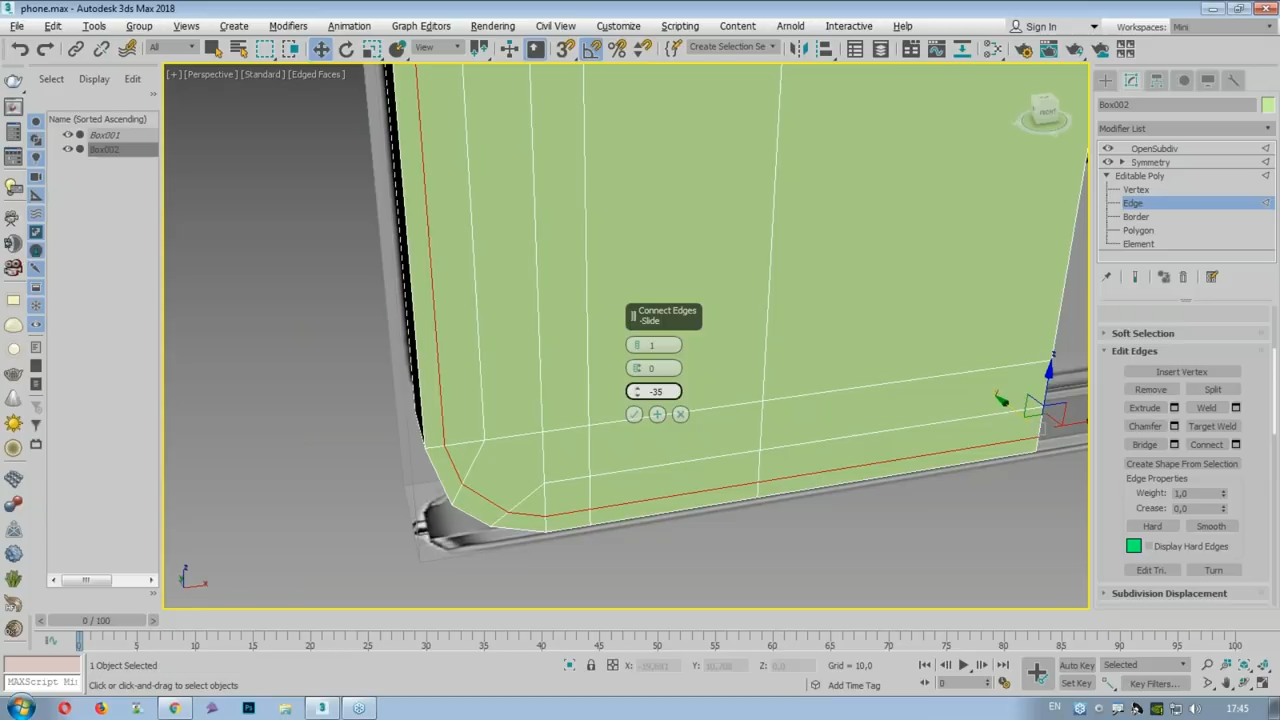 phone.max - Autodesk 3ds Max 2018
File Edit Tools Group Views Create Modifiers Animation Graph Editors Rendering Civil View Customize Scripting Content Arnold Interactive Help Sign In Workspaces: Mini
All View Create Selection Se
Select Display Edit
[+] [Perspective] [Standard] [Edged Faces]
Name (Sorted Ascending)
Box001
Box002
FRONT
Connect Edges
-Slide
1
0
-35
z
z
x
Box002
Modifier List
OpenSubdiv
Symmetry
Editable Poly
Vertex
Edge
Border
Polygon
Element
Soft Selection
Edit Edges
Insert Vertex
Remove Split
Extrude Weld
Chamfer Target Weld
Bridge Connect
Create Shape From Selection
Edge Properties
Weight: 1,0
Crease: 0,0
Hard Smooth
Display Hard Edges
Edit Tri. Turn
Subdivision Displacement
0 / 100
0 5 10 15 20 25 30 35 40 45 50 55 60 65 70 75 80 85 90 95 100
1 Object Selected
X: Y: Z: 0,0 Grid = 10,0
Auto Key Selected
MAXScript Mi:
Click or click-and-drag to select objects
Add Time Tag
0
Set Key Key Filters...
EN 17:45